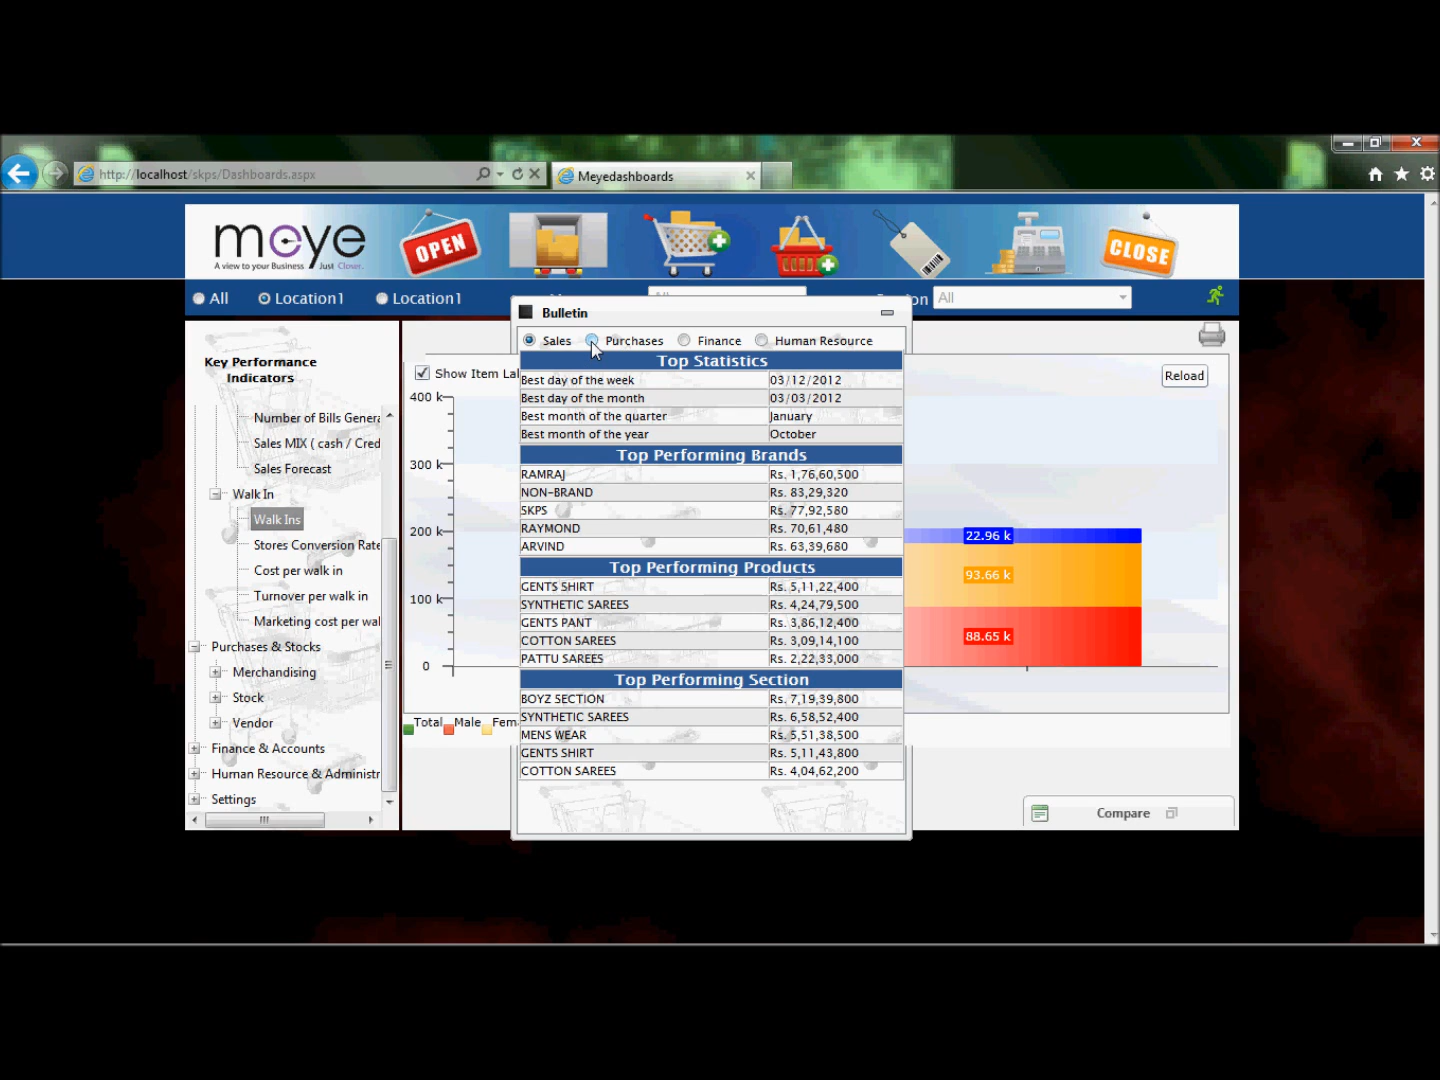 http://localhost/skps/Dashboards.aspx
Meyedashboards
meye
A view to your Business Just Clover.
OPEN
CLOSE
All
Location1
Location1
All
All
Bulletin
Sales
Purchases
Finance
Human Resource
Key Performance
Indicators
Number of Bills Genera
Sales MIX ( cash / Cred
Sales Forecast
Walk In
Walk Ins
Stores Conversion Rate
Cost per walk in
Turnover per walk in
Marketing cost per wal
Purchases & Stocks
Merchandising
Stock
Vendor
Finance & Accounts
Human Resource & Administr
Settings
Show Item Lal
Reload
400 k
300 k
200 k
100 k
0
Total
Male
Fem
Top Statistics
Best day of the week 03/12/2012
Best day of the month 03/03/2012
Best month of the quarter January
Best month of the year October
Top Performing Brands
RAMRAJ Rs. 1,76,60,500
NON-BRAND Rs. 83,29,320
SKPS Rs. 77,92,580
RAYMOND Rs. 70,61,480
ARVIND Rs. 63,39,680
Top Performing Products
GENTS SHIRT Rs. 5,11,22,400
SYNTHETIC SAREES Rs. 4,24,79,500
GENTS PANT Rs. 3,86,12,400
COTTON SAREES Rs. 3,09,14,100
PATTU SAREES Rs. 2,22,33,000
Top Performing Section
BOYZ SECTION Rs. 7,19,39,800
SYNTHETIC SAREES Rs. 6,58,52,400
MENS WEAR Rs. 5,51,38,500
GENTS SHIRT Rs. 5,11,43,800
COTTON SAREES Rs. 4,04,62,200
22.96 k
93.66 k
88.65 k
Compare